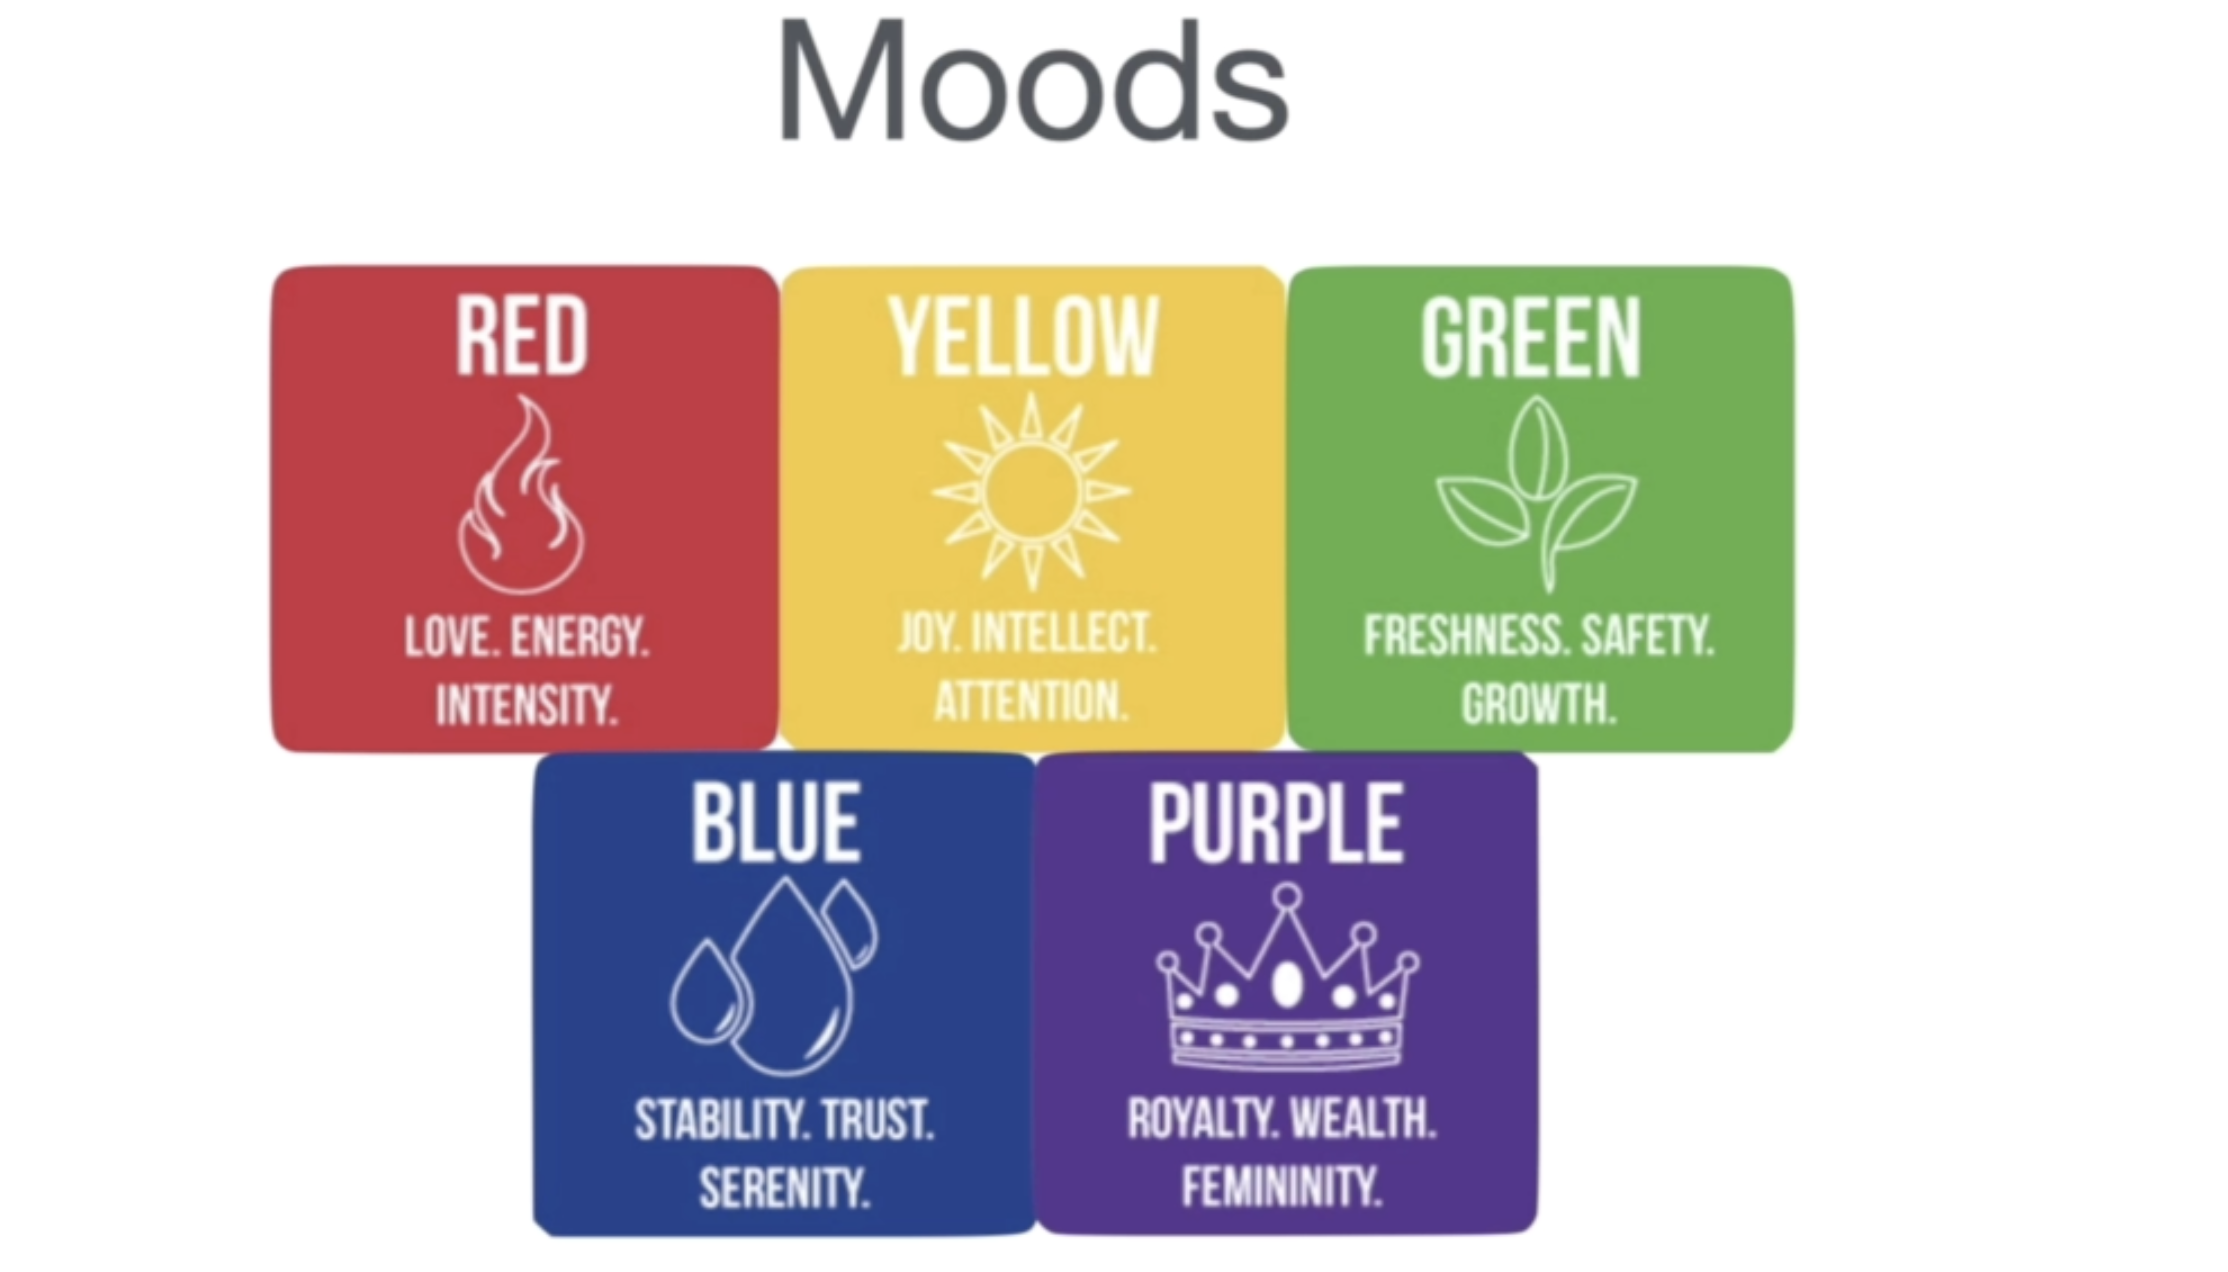 Moods
RED
LOVE. ENERGY.
INTENSITY.
YELLOW
JOY. INTELLECT.
ATTENTION.
GREEN
FRESHNESS. SAFETY.
GROWTH.
BLUE
STABILITY. TRUST.
SERENITY.
PURPLE
ROYALTY. WEALTH.
FEMININITY.